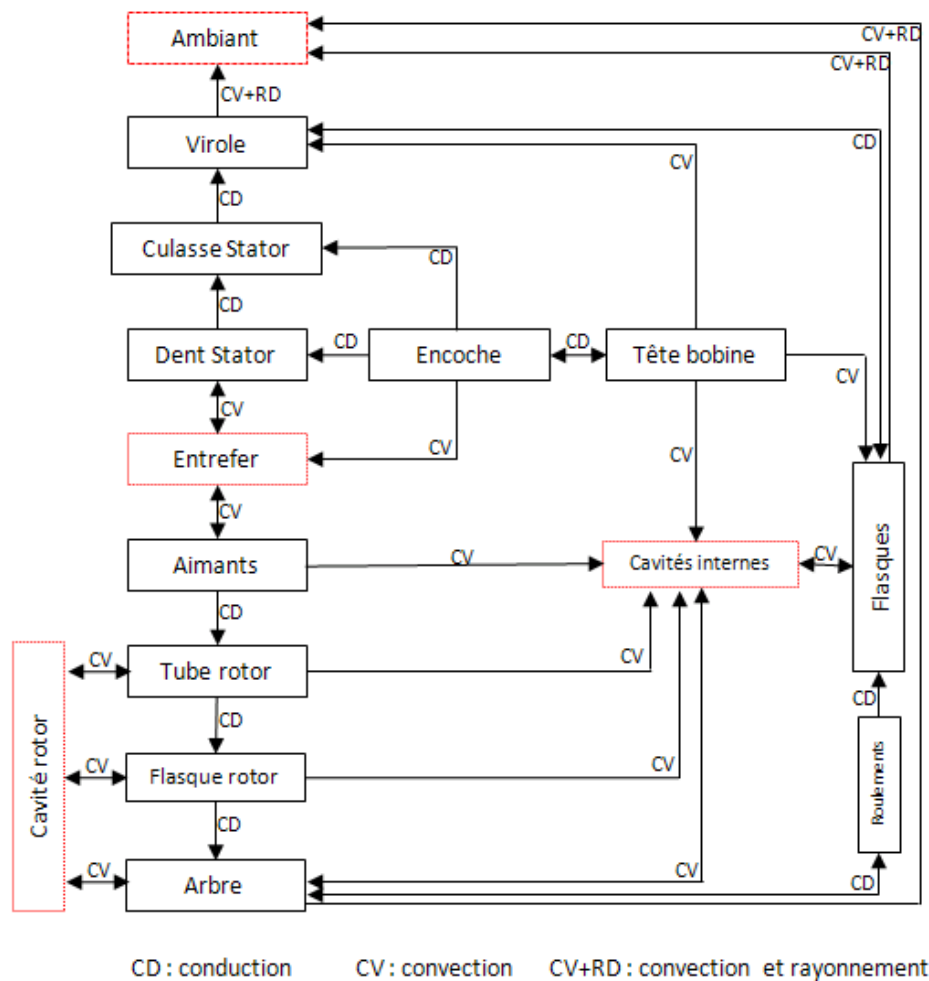 Ambiant
CV+RD
CV+RD
CV+RD
Virole
CD
CV
CD
Culasse Stator
CD
CD
Dent Stator
CD
Encoche
CD
Tête bobine
CV
CV
CV
CV
Entrefer
CV
Aimants
CV
Cavités internes
CV
Flasques
CD
CV
Tube rotor
CV
CD
CD
Cavité rotor
CV
Flasque rotor
CV
Roulements
CD
CV
Arbre
CV
CD
CD : conduction
CV : convection
CV+RD : convection et rayonnement